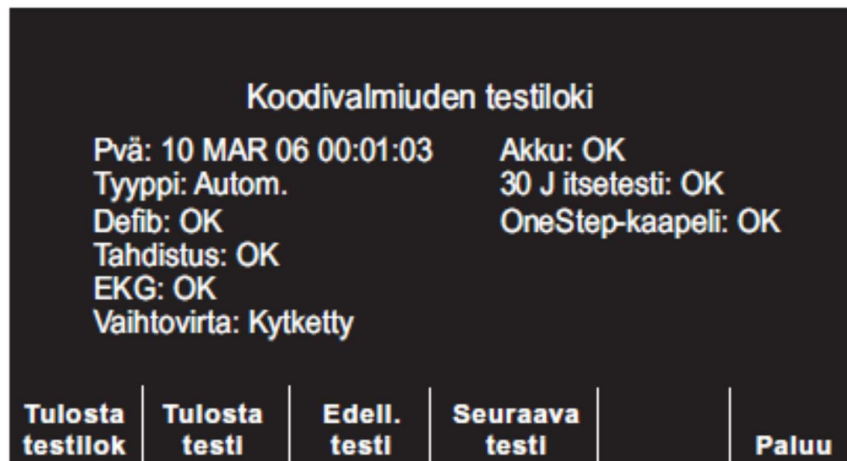 Koodivalmiuden testiloki
Pvä: 10 MAR 06 00:01:03
Tyyppi: Autom.
Defib: OK
Tahdistus: OK
EKG: OK
Vaihtovirta: Kytketty
Akku: OK
30 J itsetesti: OK
OneStep-kaapeli: OK
Tulosta testilok
Tulosta testi
Edell. testi
Seuraava testi
Paluu